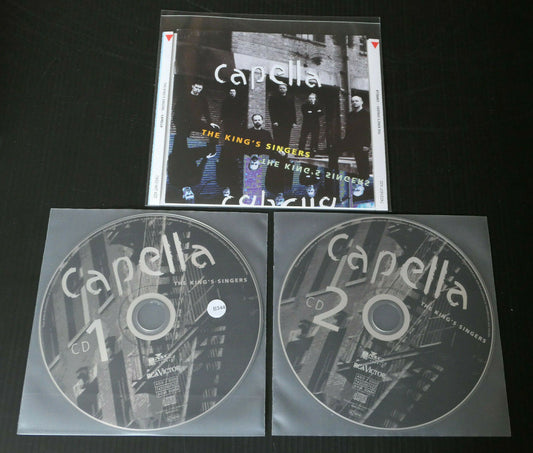 capella
THE KING'S SINGERS
THE KING'S SINGERS
capella
capella
THE KING'S SINGERS
CD 1
B344
RCA VICTOR
capella
THE KING'S SINGERS
CD 2
RCA VICTOR